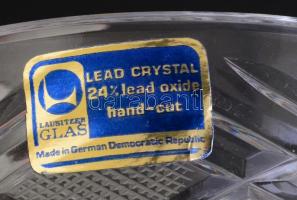 LEAD CRYSTAL
24% lead oxide
hand-cut
LAUSITZER
GLAS
Made in German Democratic Republic